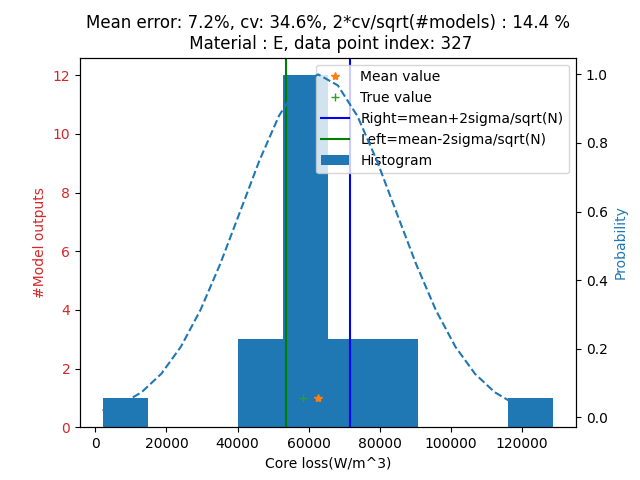 Mean error: 7.2%, cv: 34.6%, 2*cv/sqrt(#models) : 14.4 %
Material : E, data point index: 327
Mean value
True value
Right=mean+2sigma/sqrt(N)
Left=mean-2sigma/sqrt(N)
Histogram
#Model outputs
12
10
8
6
4
2
0
Probability
1.0
0.8
0.6
0.4
0.2
0.0
0 20000 40000 60000 80000 100000 120000
Core loss(W/m^3)